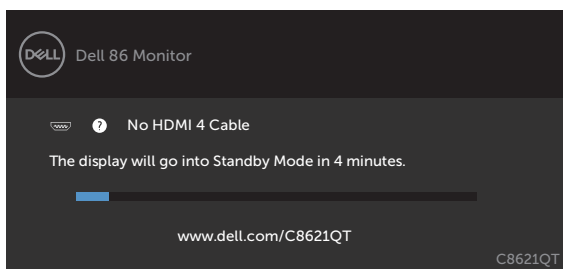 DELL
Dell 86 Monitor
? No HDMI 4 Cable
The display will go into Standby Mode in 4 minutes.
www.dell.com/C8621QT
C8621QT